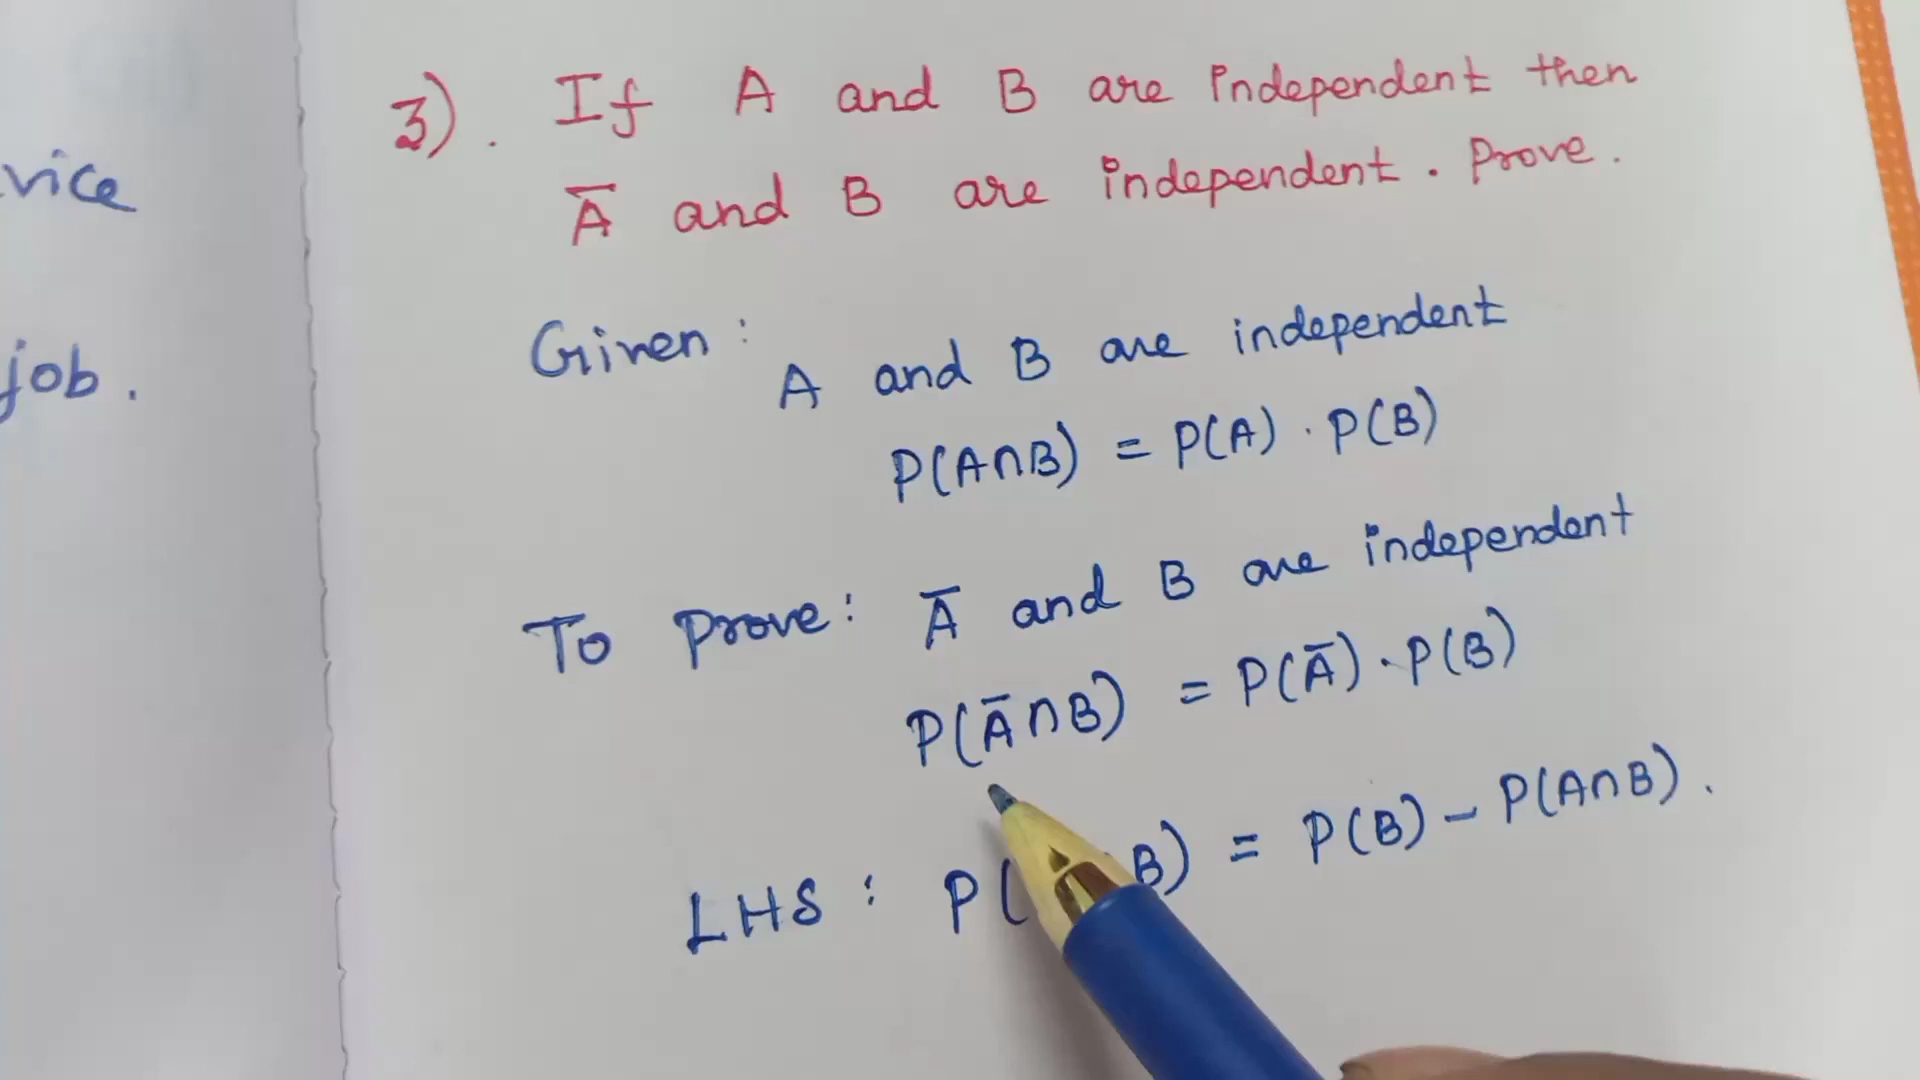 vice
job.
3). If A and B are independent then
A̅ and B are independent. Prove.
Given: A and B are independent
P(A∩B) = P(A) · P(B)
To Prove: A̅ and B are independent
P(A̅∩B) = P(A̅) · P(B)
LHS : P( B) = P(B) - P(A∩B).